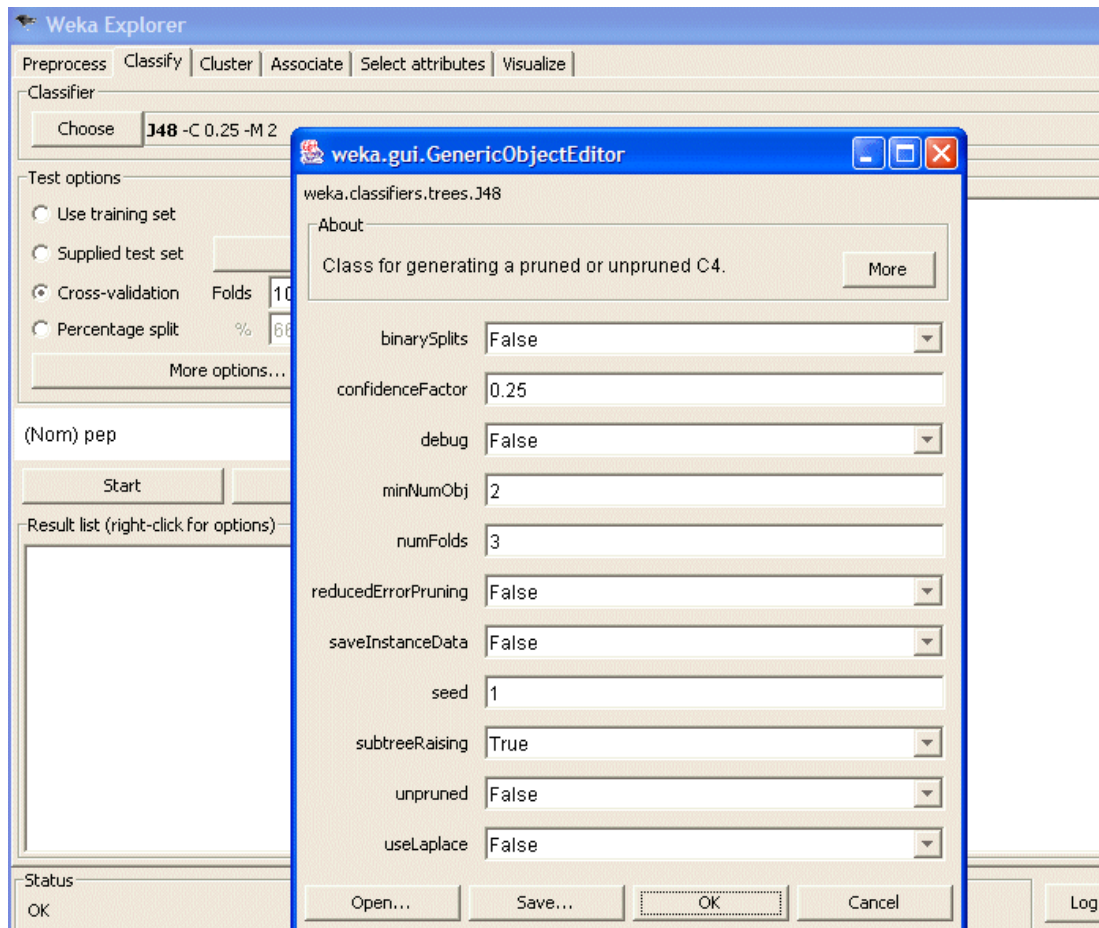 Weka Explorer
Preprocess Classify Cluster Associate Select attributes Visualize
Classifier
Choose J48 -C 0.25 -M 2
Test options
Use training set
Supplied test set
Cross-validation Folds 10
Percentage split % 66
More options...
(Nom) pep
Start
Result list (right-click for options)
Status
OK
Log
weka.gui.GenericObjectEditor
weka.classifiers.trees.J48
About
Class for generating a pruned or unpruned C4.
More
binarySplits False
confidenceFactor 0.25
debug False
minNumObj 2
numFolds 3
reducedErrorPruning False
saveInstanceData False
seed 1
subtreeRaising True
unpruned False
useLaplace False
Open... Save... OK Cancel